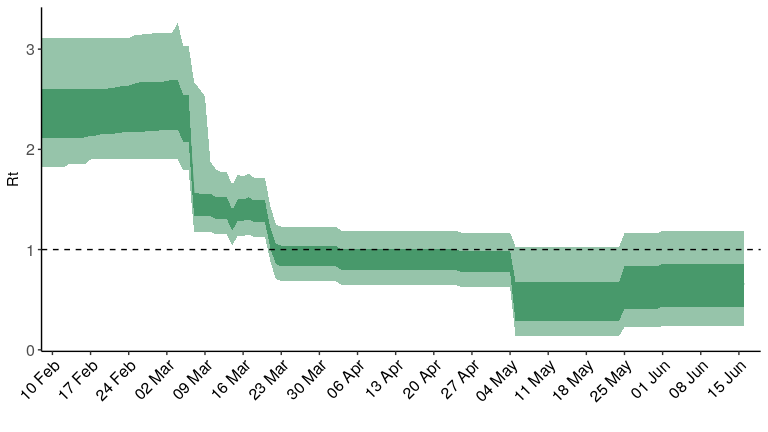 Rt
3
2
1
0
10 Feb
17 Feb
24 Feb
02 Mar
09 Mar
16 Mar
23 Mar
30 Mar
06 Apr
13 Apr
20 Apr
27 Apr
04 May
11 May
18 May
25 May
01 Jun
08 Jun
15 Jun